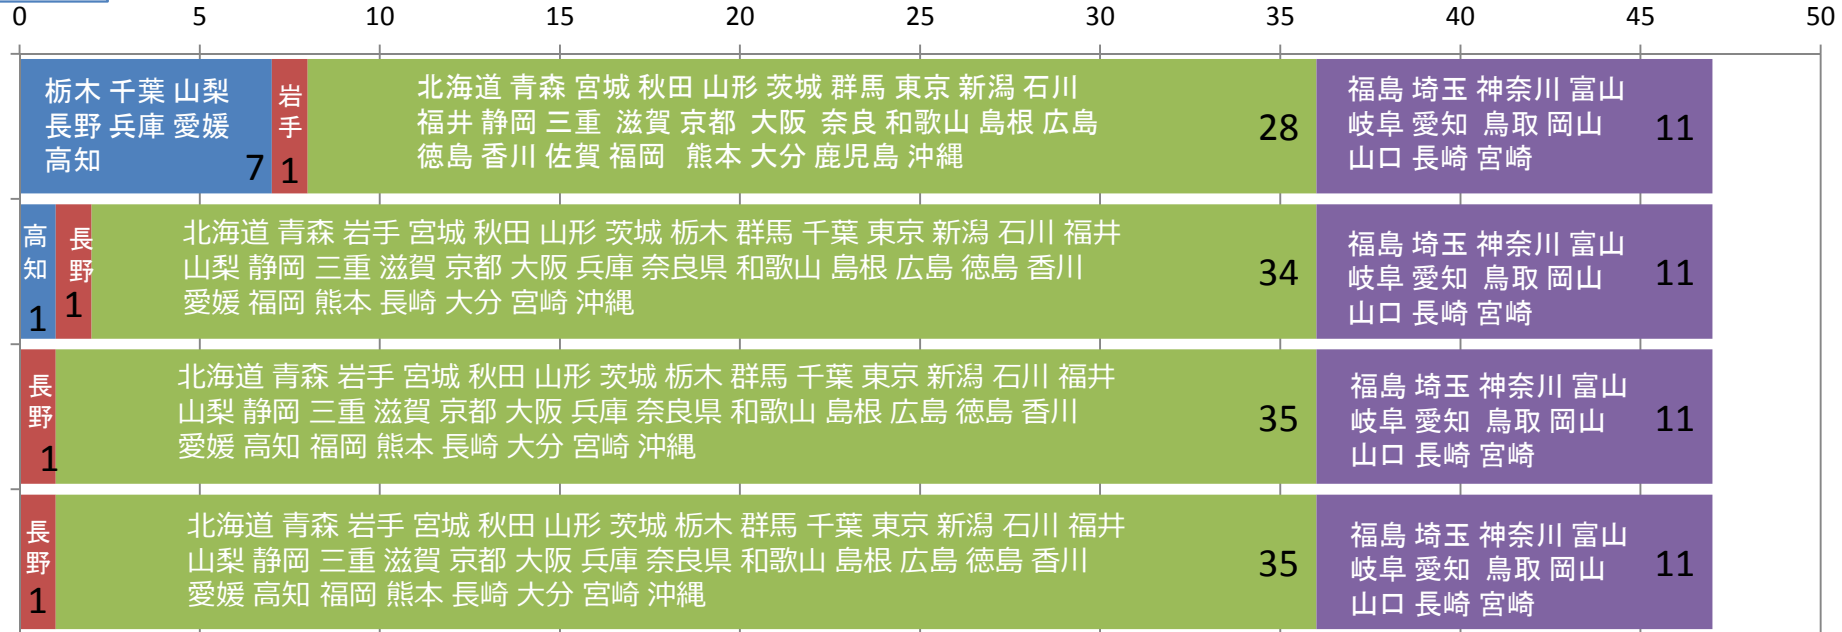 0 5 10 15 20 25 30 35 40 45 50
栃木 千葉 山梨
長野 兵庫 愛媛
高知
7
岩
手
1
北海道 青森 宮城 秋田 山形 茨城 群馬 東京 新潟 石川
福井 静岡 三重 滋賀 京都 大阪 奈良 和歌山 島根 広島
徳島 香川 佐賀 福岡 熊本 大分 鹿児島 沖縄
28
福島 埼玉 神奈川 富山
岐阜 愛知 鳥取 岡山
山口 長崎 宮崎
11
高
知
1
長
野
1
北海道 青森 岩手 宮城 秋田 山形 茨城 栃木 群馬 千葉 東京 新潟 石川 福井
山梨 静岡 三重 滋賀 京都 大阪 兵庫 奈良県 和歌山 島根 広島 徳島 香川
愛媛 福岡 熊本 長崎 大分 宮崎 沖縄
34
福島 埼玉 神奈川 富山
岐阜 愛知 鳥取 岡山
山口 長崎 宮崎
11
長
野
1
北海道 青森 岩手 宮城 秋田 山形 茨城 栃木 群馬 千葉 東京 新潟 石川 福井
山梨 静岡 三重 滋賀 京都 大阪 兵庫 奈良県 和歌山 島根 広島 徳島 香川
愛媛 高知 福岡 熊本 長崎 大分 宮崎 沖縄
35
福島 埼玉 神奈川 富山
岐阜 愛知 鳥取 岡山
山口 長崎 宮崎
11
長
野
1
北海道 青森 岩手 宮城 秋田 山形 茨城 栃木 群馬 千葉 東京 新潟 石川 福井
山梨 静岡 三重 滋賀 京都 大阪 兵庫 奈良県 和歌山 島根 広島 徳島 香川
愛媛 高知 福岡 熊本 長崎 大分 宮崎 沖縄
35
福島 埼玉 神奈川 富山
岐阜 愛知 鳥取 岡山
山口 長崎 宮崎
11